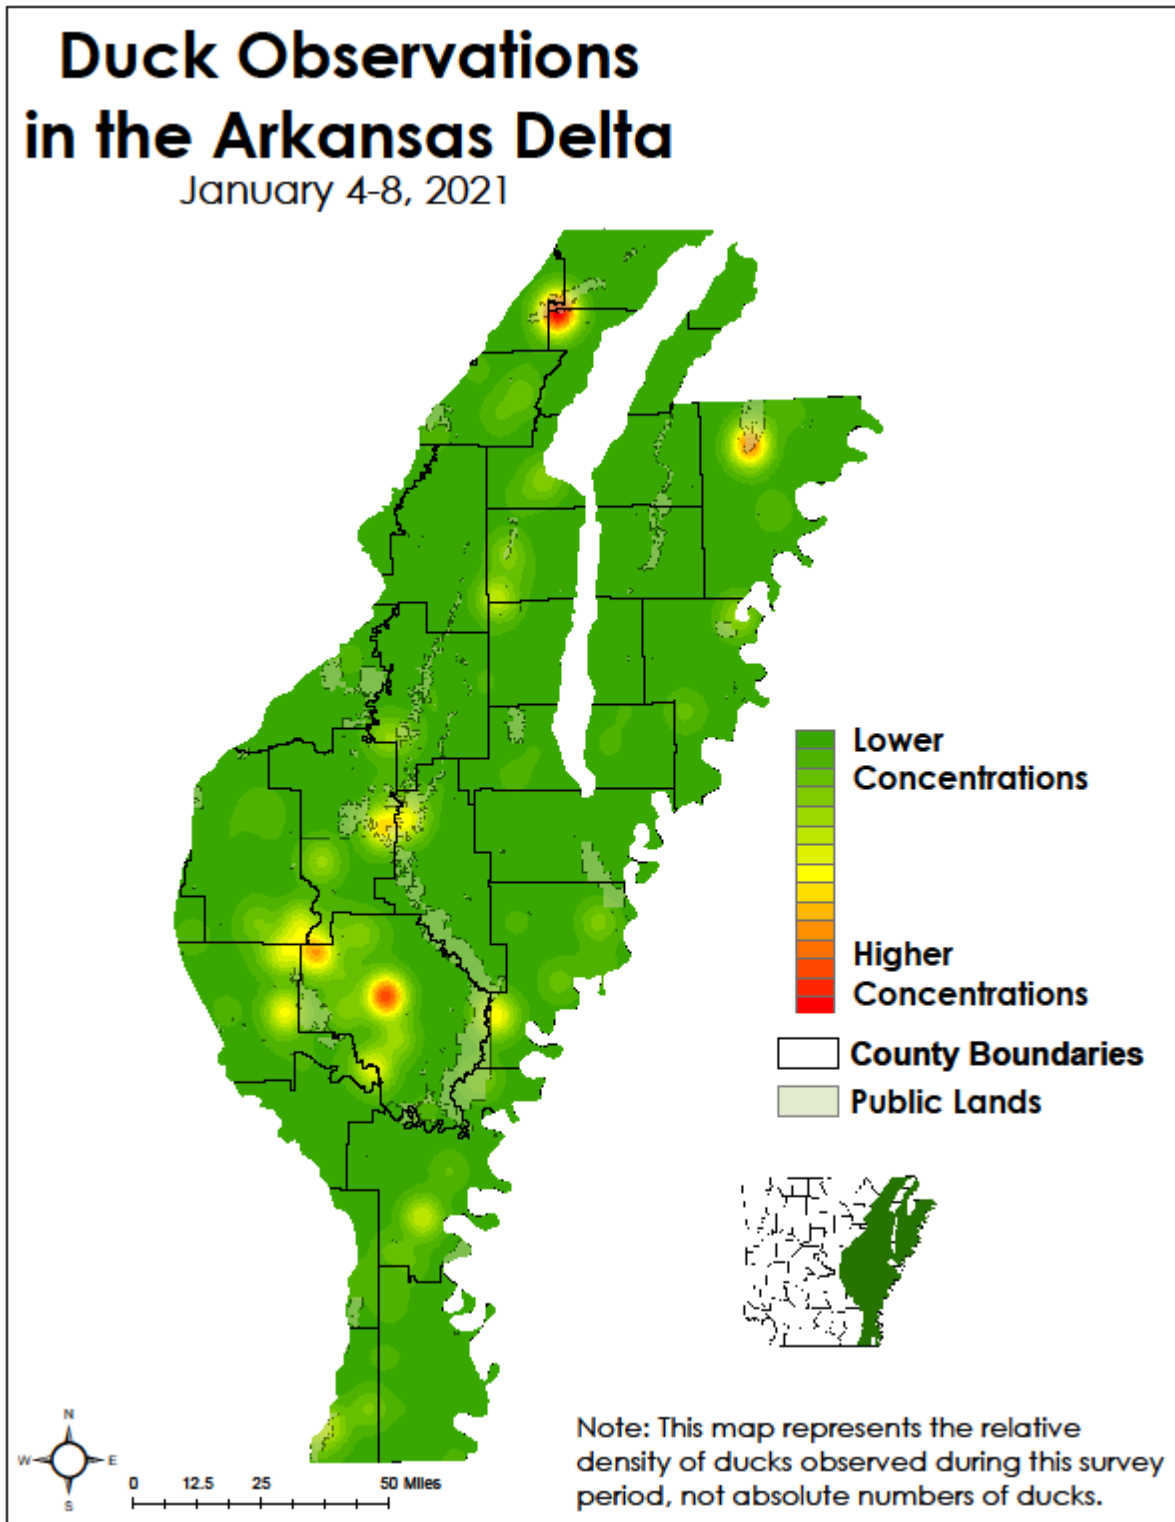 Duck Observations
in the Arkansas Delta
January 4-8, 2021
Lower
Concentrations
Higher
Concentrations
County Boundaries
Public Lands
N
W E
S
0 12.5 25 50 Miles
Note: This map represents the relative
density of ducks observed during this survey
period, not absolute numbers of ducks.